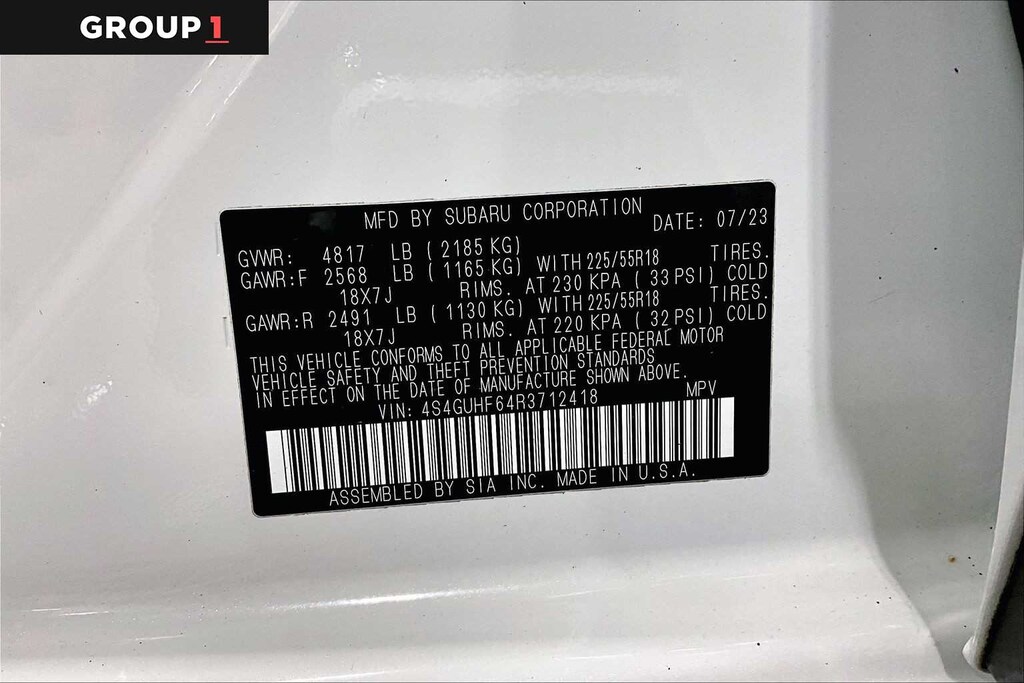 GROUP 1
MFD BY SUBARU CORPORATION DATE: 07/23
GVWR: 4817 LB ( 2185 KG)
GAWR:F 2568 LB ( 1165 KG) WITH 225/55R18 TIRES.
18X7J RIMS. AT 230 KPA ( 33 PSI) COLD
GAWR:R 2491 LB ( 1130 KG) WITH 225/55R18 TIRES.
18X7J RIMS. AT 220 KPA ( 32 PSI) COLD
THIS VEHICLE CONFORMS TO ALL APPLICABLE FEDERAL MOTOR
VEHICLE SAFETY AND THEFT PREVENTION STANDARDS
IN EFFECT ON THE DATE OF MANUFACTURE SHOWN ABOVE.
VIN: 4S4GUHF64R3712418 MPV
ASSEMBLED BY SIA INC. MADE IN U.S.A.